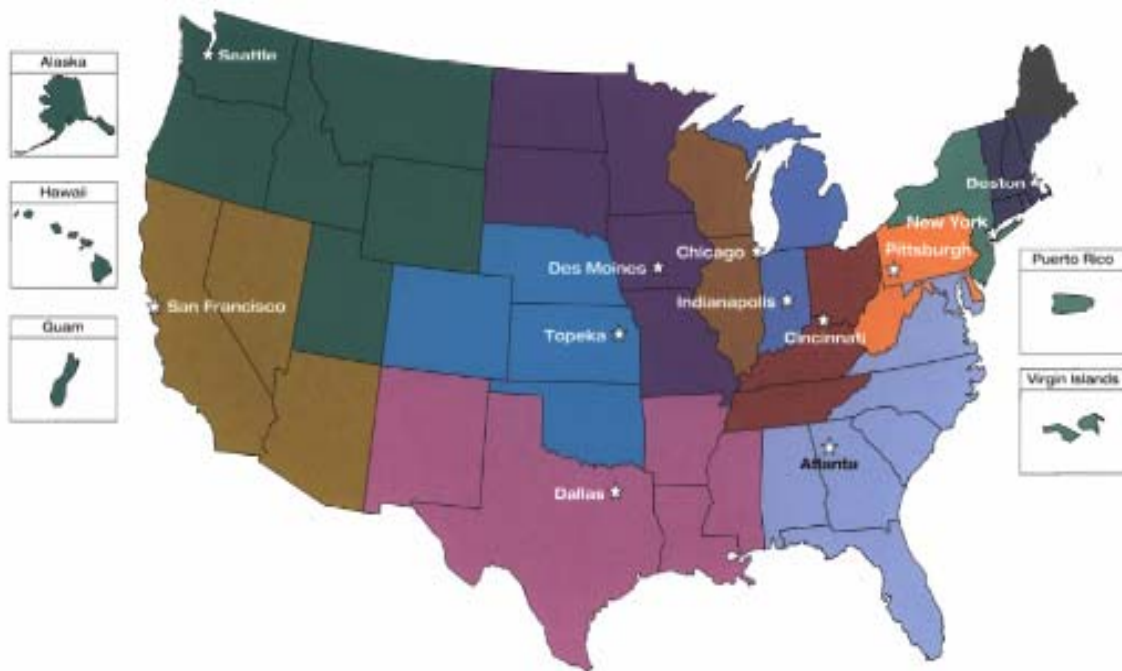 Seattle
Alaska
Boston
Hawaii
New York
Chicago
Pittsburgh
Des Moines
Puerto Rico
Indianapolis
San Francisco
Guam
Topeka
Cincinnati
Virgin Islands
Atlanta
Dallas